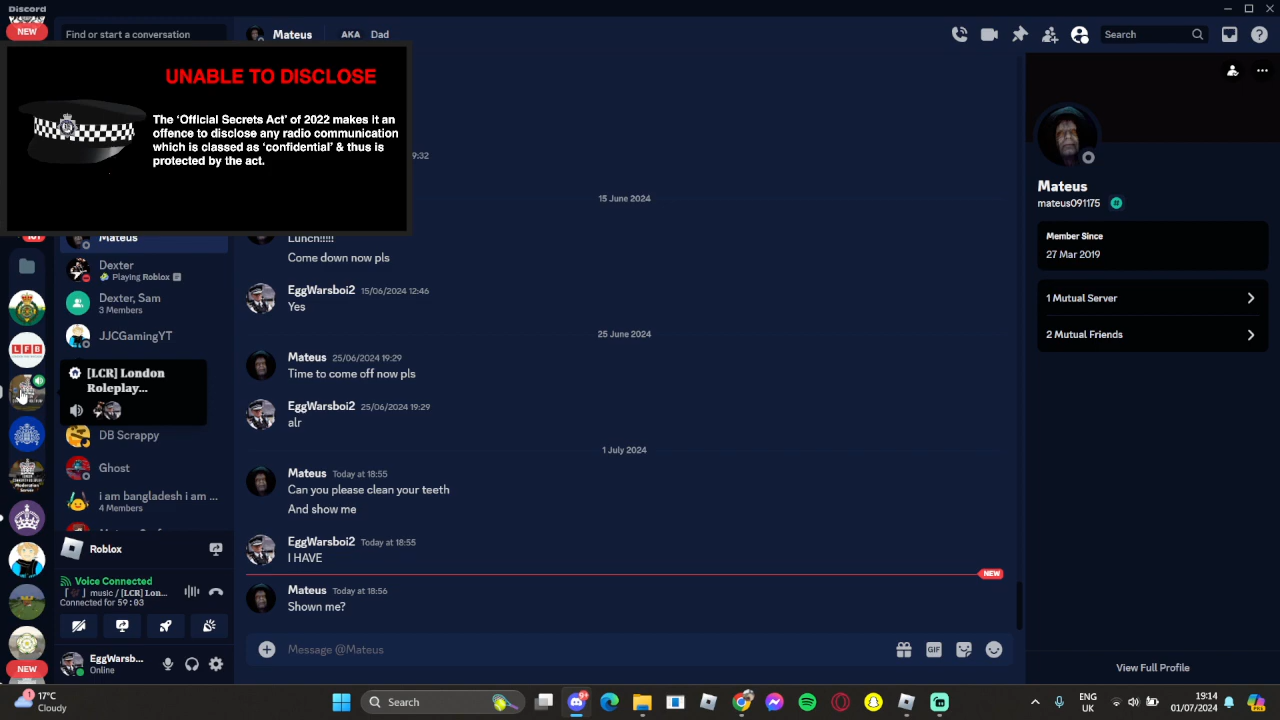 Discord
NEW
Find or start a conversation
Mateus
AKA Dad
Search
UNABLE TO DISCLOSE
The ‘Official Secrets Act’ of 2022 makes it an
offence to disclose any radio communication
which is classed as ‘confidential’ & thus is
protected by the act.
9:32
15 June 2024
Lunch!!!!!
Come down now pls
EggWarsboi2 15/06/2024 12:46
Yes
25 June 2024
Mateus 25/06/2024 19:29
Time to come off now pls
EggWarsboi2 25/06/2024 19:29
alr
1 July 2024
Mateus Today at 18:55
Can you please clean your teeth
And show me
EggWarsboi2 Today at 18:55
I HAVE
NEW
Mateus Today at 18:56
Shown me?
Message @Mateus
GIF
Mateus
Dexter
Playing Roblox
Dexter, Sam
3 Members
JJCGamingYT
LFB
[LCR] London
Roleplay...
DB Scrappy
Ghost
i am bangladesh i am ...
4 Members
Roblox
Voice Connected
music / [LCR] Lon...
Connected for 59:03
EggWarsb...
Online
NEW
Mateus
mateus091175
Member Since
27 Mar 2019
1 Mutual Server
2 Mutual Friends
View Full Profile
17°C
Cloudy
Search
ENG
UK
19:14
01/07/2024